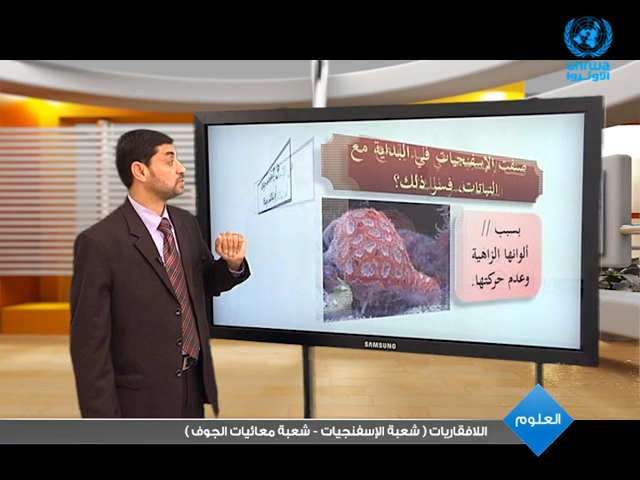 unrwa
الأونروا
صنفت الإسفنجيات في البداية مع
النباتات، فسر ذلك؟
بسبب //
ألوانها الزاهية
وعدم حركتها.
SAMSUNG
العلوم
اللافقاريات ( شعبة الإسفنجيات - شعبة معائيات الجوف )